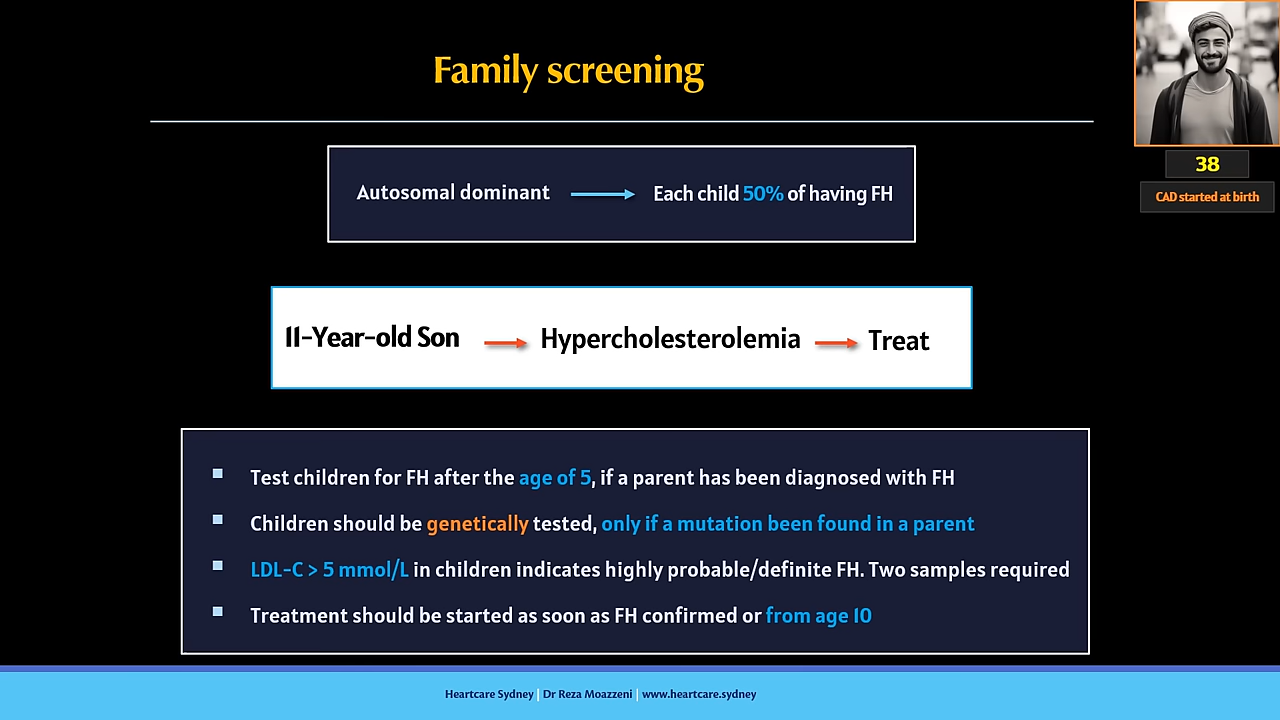 Family screening
38
CAD started at birth
Autosomal dominant Each child 50% of having FH
11-Year-old Son Hypercholesterolemia Treat
Test children for FH after the age of 5, if a parent has been diagnosed with FH
Children should be genetically tested, only if a mutation been found in a parent
LDL-C > 5 mmol/L in children indicates highly probable/definite FH. Two samples required
Treatment should be started as soon as FH confirmed or from age 10
Heartcare Sydney | Dr Reza Moazzeni | www.heartcare.sydney